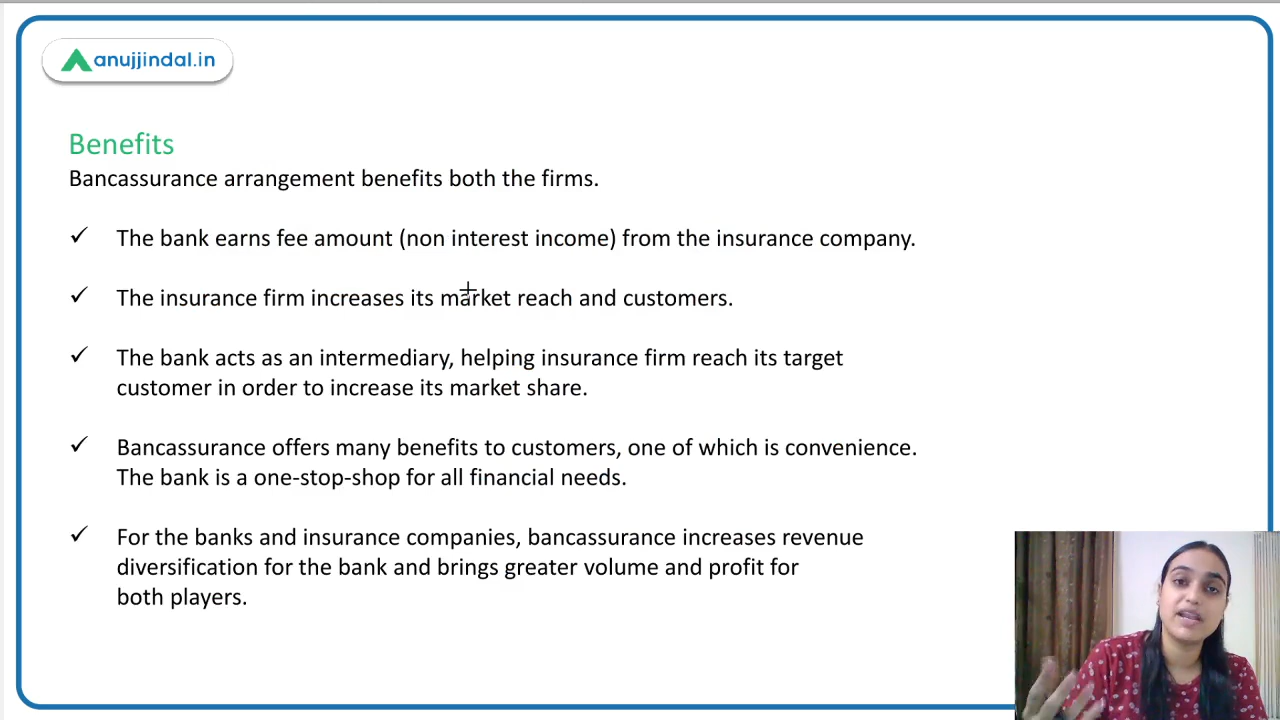 anujjindal.in
Benefits
Bancassurance arrangement benefits both the firms.
✓ The bank earns fee amount (non interest income) from the insurance company.
✓ The insurance firm increases its market reach and customers.
✓ The bank acts as an intermediary, helping insurance firm reach its target
customer in order to increase its market share.
✓ Bancassurance offers many benefits to customers, one of which is convenience.
The bank is a one-stop-shop for all financial needs.
✓ For the banks and insurance companies, bancassurance increases revenue
diversification for the bank and brings greater volume and profit for
both players.